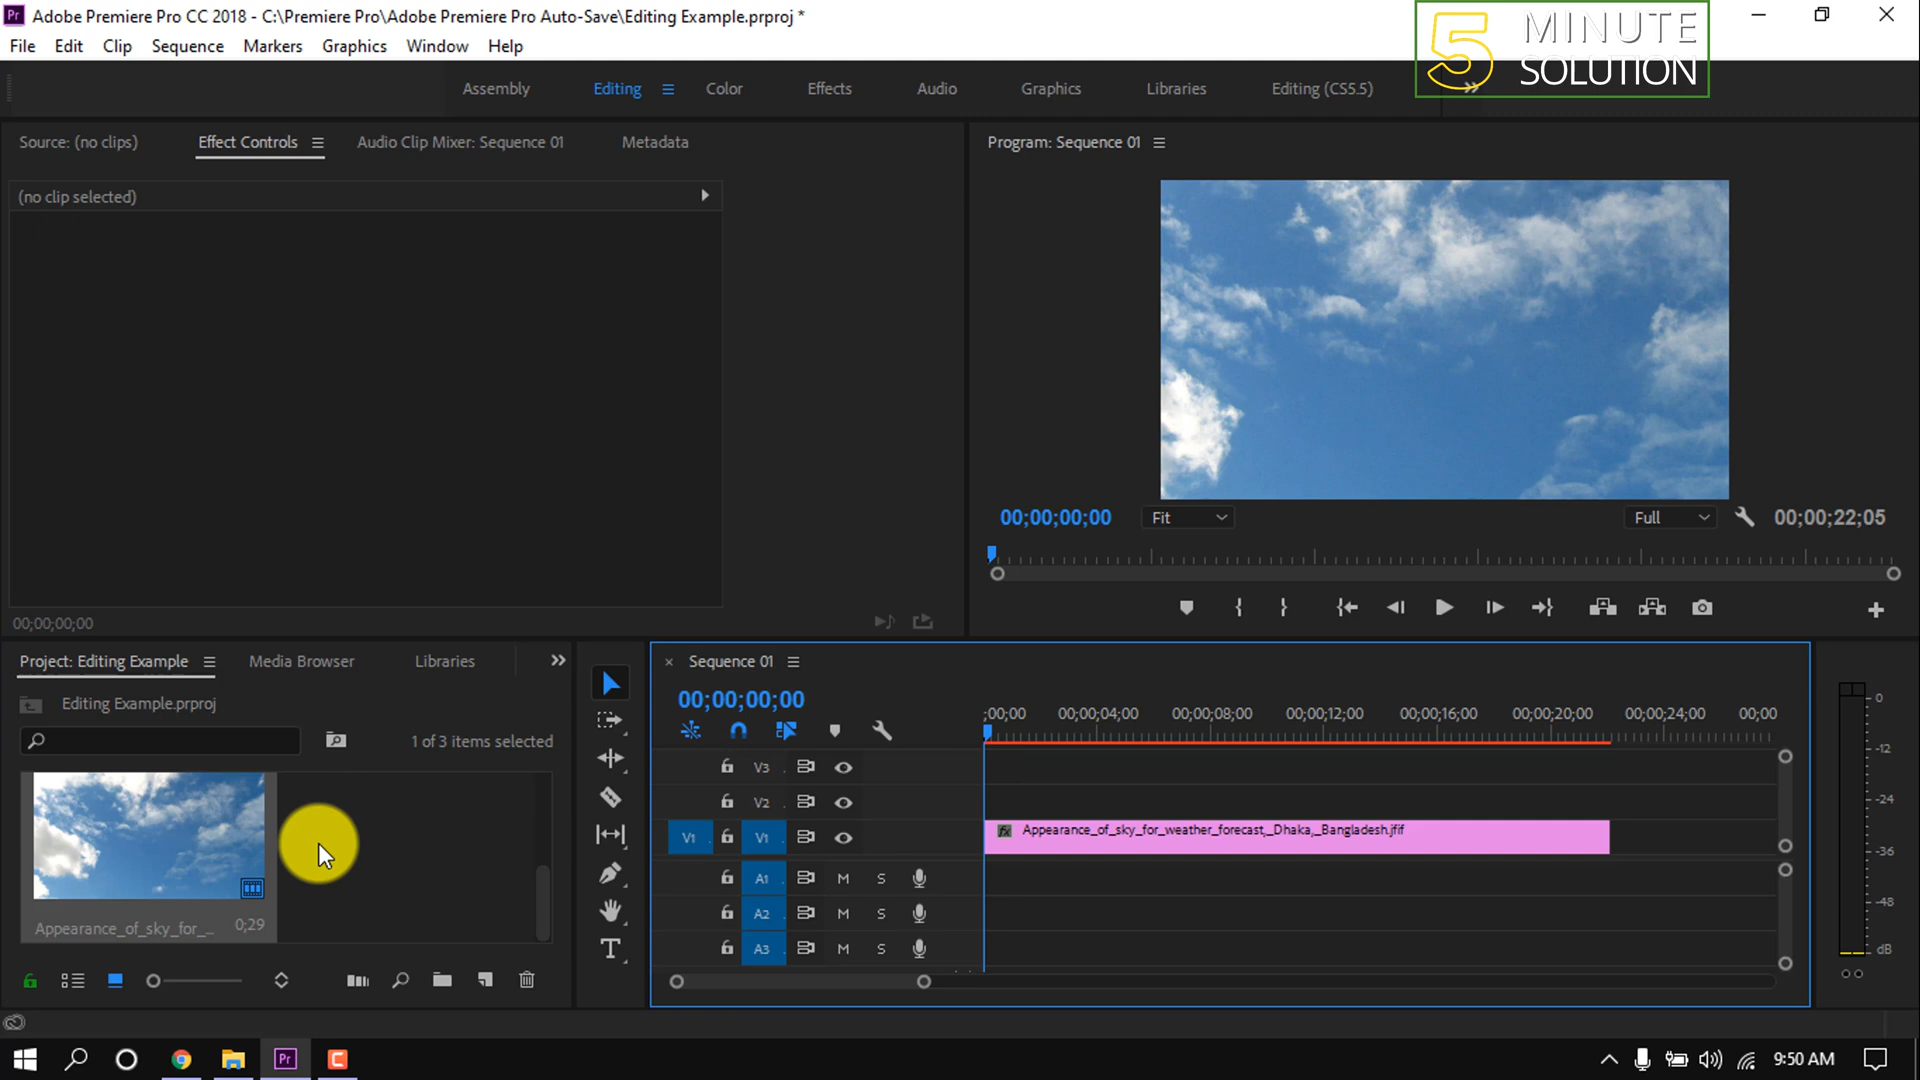 Adobe Premiere Pro CC 2018 - C:\Premiere Pro\Adobe Premiere Pro Auto-Save\Editing Example.prproj *
5 MINUTE SOLUTION
File Edit Clip Sequence Markers Graphics Window Help
Assembly Editing Color Effects Audio Graphics Libraries Editing (CS5.5)
Source: (no clips) Effect Controls Audio Clip Mixer: Sequence 01 Metadata
Program: Sequence 01
(no clip selected)
00;00;00;00 Fit Full 00;00;22;05
00;00;00;00
Project: Editing Example Media Browser Libraries
Sequence 01
Editing Example.prproj
00;00;00;00
1 of 3 items selected
;00;00 00;00;04;00 00;00;08;00 00;00;12;00 00;00;16;00 00;00;20;00 00;00;24;00 00;00
V3
V2
V1 V1 fx Appearance_of_sky_for_weather_forecast,_Dhaka,_Bangladesh.jfif
A1 M S
A2 M S
A3 M S
Appearance_of_sky_for_... 0;29
0
-12
-24
-36
-48
dB
Pr
9:50 AM